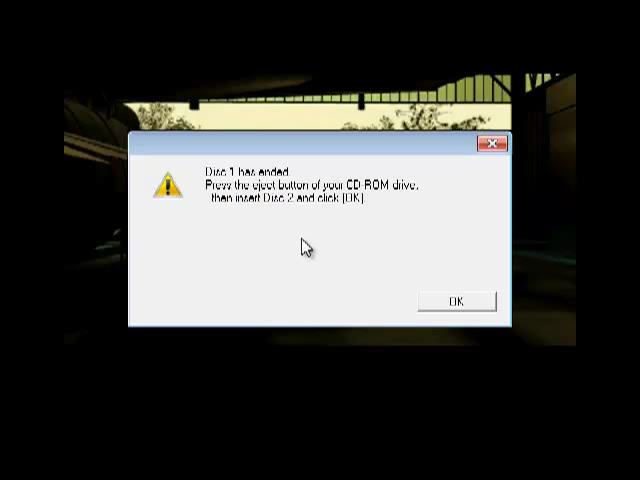 Disc 1 has ended.
Press the eject button of your CD-ROM drive,
then insert Disc 2 and click [OK].
OK